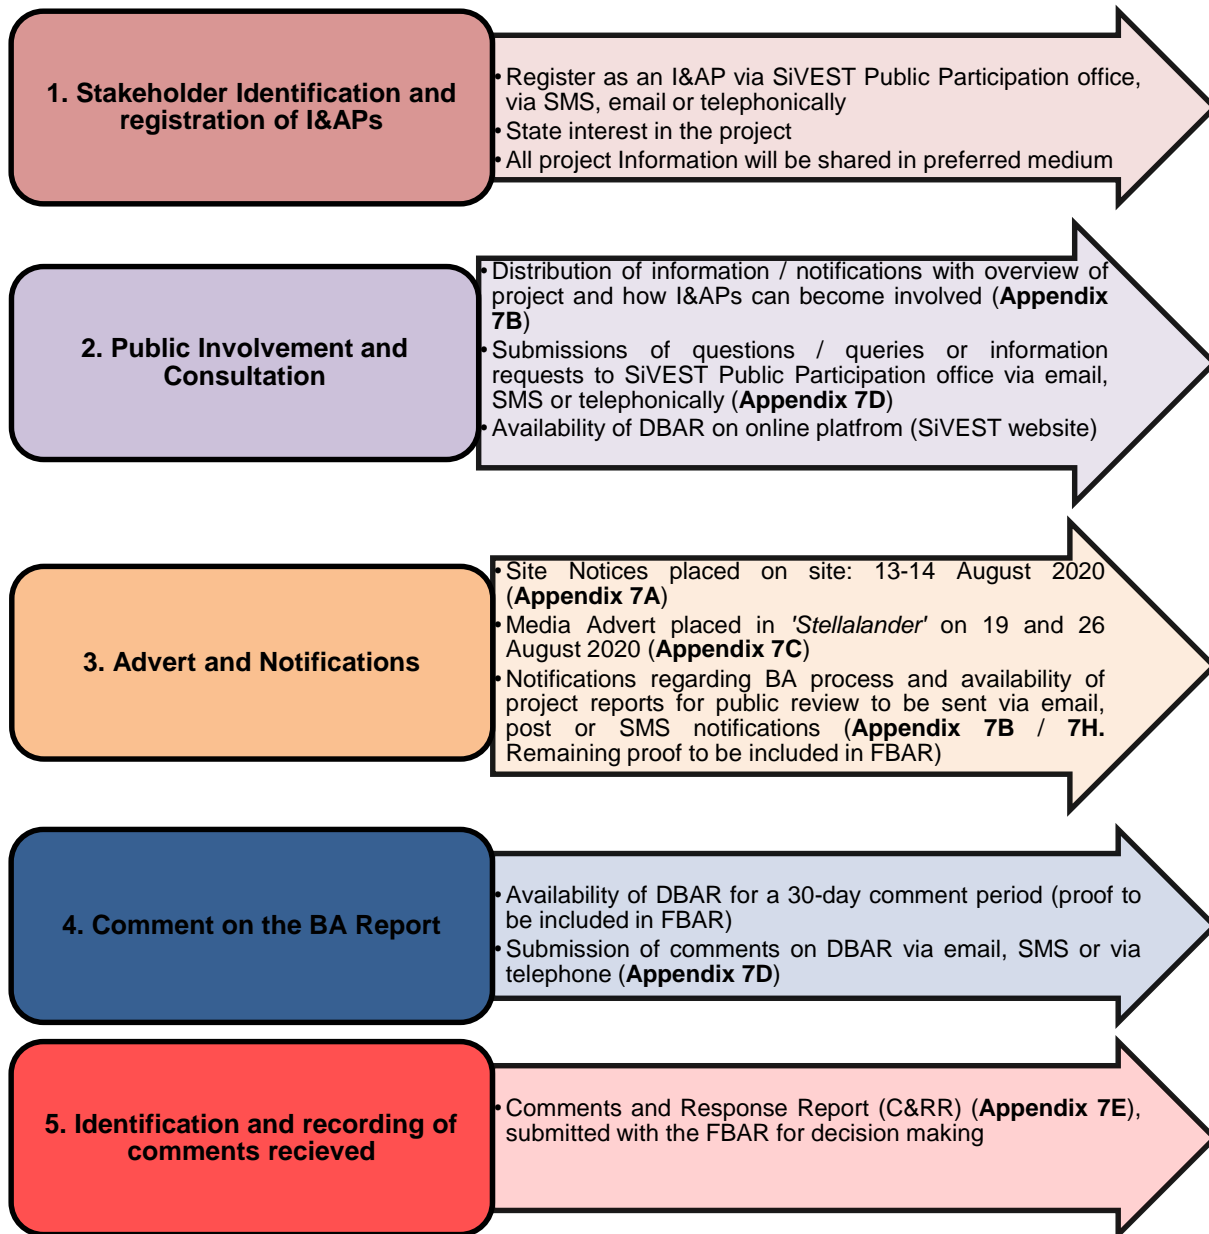 1. Stakeholder Identification and
registration of I&APs
• Register as an I&AP via SiVEST Public Participation office,
via SMS, email or telephonically
• State interest in the project
• All project Information will be shared in preferred medium
2. Public Involvement and
Consultation
• Distribution of information / notifications with overview of
project and how I&APs can become involved (Appendix
7B)
• Submissions of questions / queries or information
requests to SiVEST Public Participation office via email,
SMS or telephonically (Appendix 7D)
• Availability of DBAR on online platfrom (SiVEST website)
3. Advert and Notifications
• Site Notices placed on site: 13-14 August 2020
(Appendix 7A)
• Media Advert placed in 'Stellalander' on 19 and 26
August 2020 (Appendix 7C)
• Notifications regarding BA process and availability of
project reports for public review to be sent via email,
post or SMS notifications (Appendix 7B / 7H.
Remaining proof to be included in FBAR)
4. Comment on the BA Report
• Availability of DBAR for a 30-day comment period (proof to
be included in FBAR)
• Submission of comments on DBAR via email, SMS or via
telephone (Appendix 7D)
5. Identification and recording of
comments recieved
• Comments and Response Report (C&RR) (Appendix 7E),
submitted with the FBAR for decision making